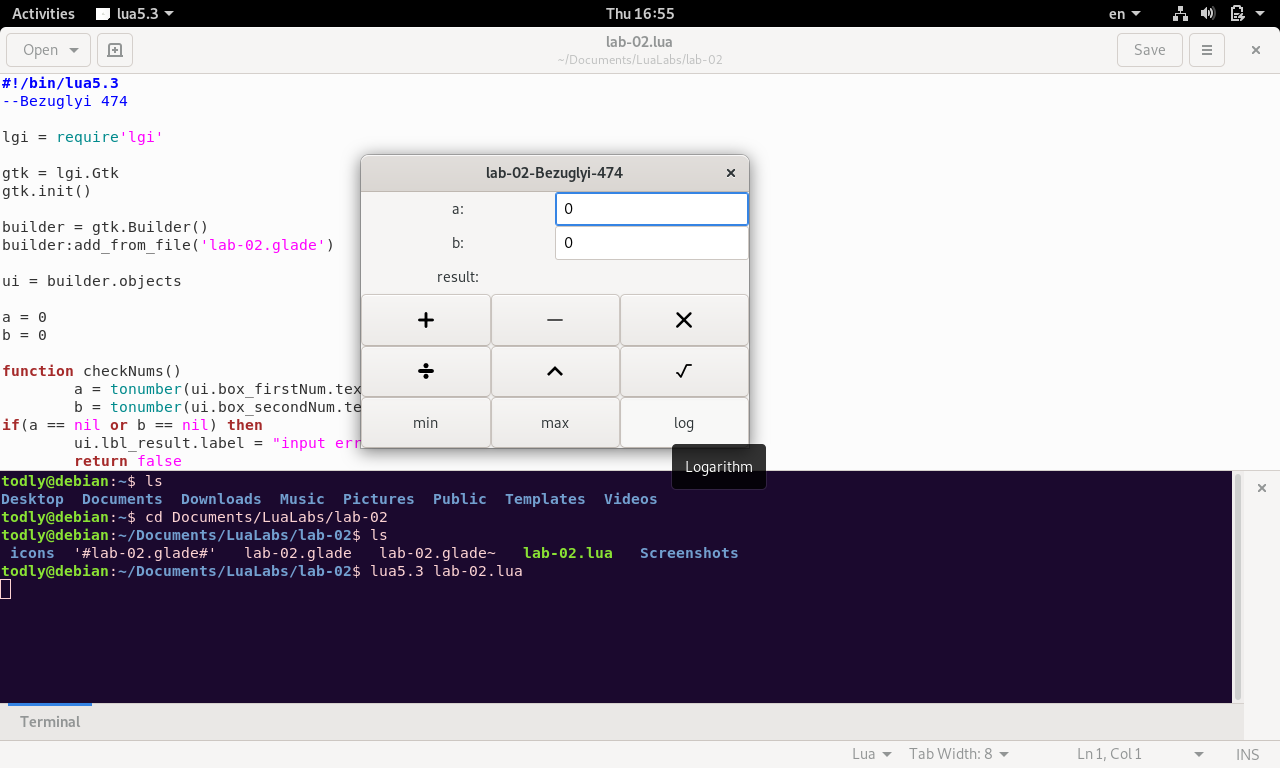 Activities lua5.3 Thu 16:55 en
Open lab-02.lua Save
~/Documents/LuaLabs/lab-02
#!/bin/lua5.3
--Bezuglyi 474
lgi = require'lgi'
gtk = lgi.Gtk
gtk.init()
builder = gtk.Builder()
builder:add_from_file('lab-02.glade')
ui = builder.objects
a = 0
b = 0
function checkNums()
a = tonumber(ui.box_firstNum.tex
b = tonumber(ui.box_secondNum.te
if(a == nil or b == nil) then
ui.lbl_result.label = "input err
return false
lab-02-Bezuglyi-474
a: 0
b: 0
result:
+ − ×
÷ ^ √
min max log
Logarithm
todly@debian:~$ ls
Desktop Documents Downloads Music Pictures Public Templates Videos
todly@debian:~$ cd Documents/LuaLabs/lab-02
todly@debian:~/Documents/LuaLabs/lab-02$ ls
icons '#lab-02.glade#' lab-02.glade lab-02.glade~ lab-02.lua Screenshots
todly@debian:~/Documents/LuaLabs/lab-02$ lua5.3 lab-02.lua
Terminal
Lua Tab Width: 8 Ln 1, Col 1 INS